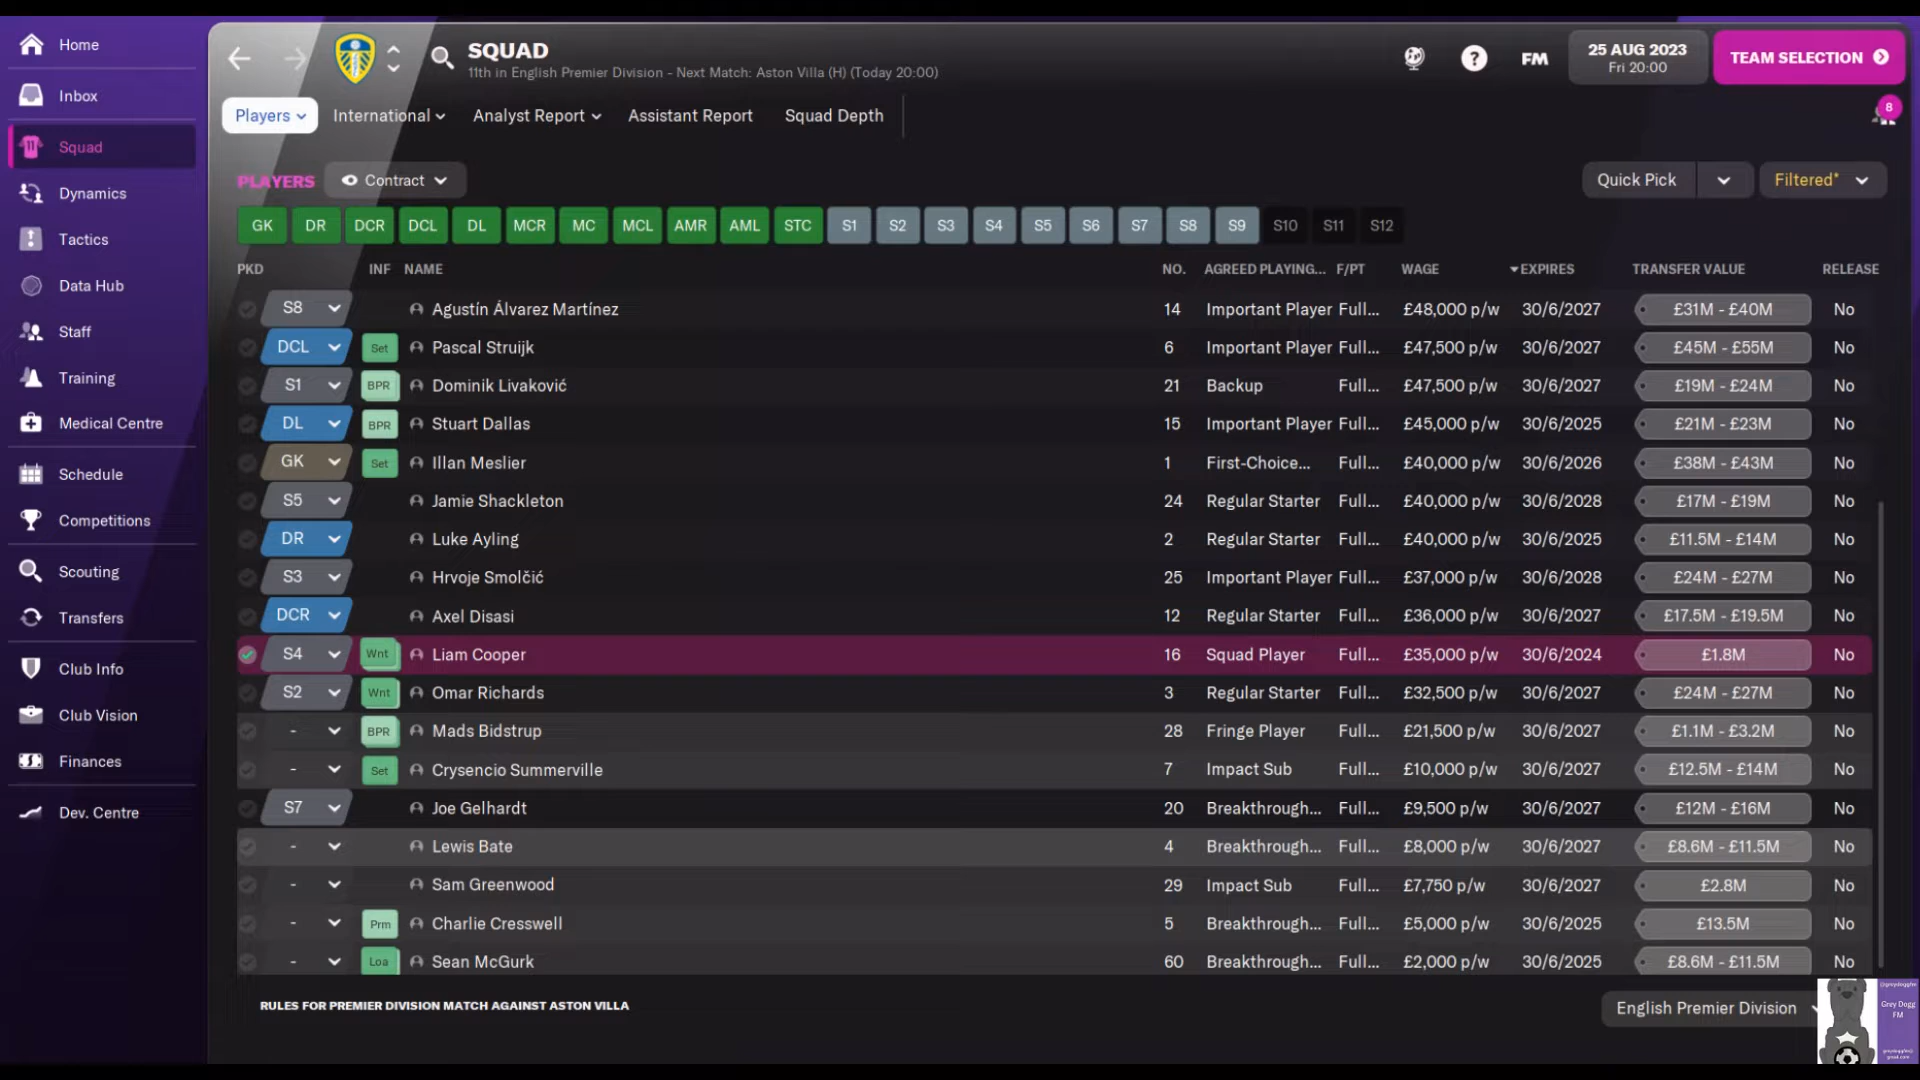 Home
Inbox
Squad
Dynamics
Tactics
Data Hub
Staff
Training
Medical Centre
Schedule
Competitions
Scouting
Transfers
Club Info
Club Vision
Finances
Dev. Centre
SQUAD
11th in English Premier Division - Next Match: Aston Villa (H) (Today 20:00)
FM
25 AUG 2023
Fri 20:00
TEAM SELECTION
Players International Analyst Report Assistant Report Squad Depth
8
PLAYERS Contract Quick Pick Filtered*
GK DR DCR DCL DL MCR MC MCL AMR AML STC S1 S2 S3 S4 S5 S6 S7 S8 S9 S10 S11 S12
PKD INF NAME NO. AGREED PLAYING... F/PT WAGE EXPIRES TRANSFER VALUE RELEASE
S8 Agustín Álvarez Martínez 14 Important Player Full... £48,000 p/w 30/6/2027 £31M - £40M No
DCL Set Pascal Struijk 6 Important Player Full... £47,500 p/w 30/6/2027 £45M - £55M No
S1 BPR Dominik Livaković 21 Backup Full... £47,500 p/w 30/6/2027 £19M - £24M No
DL BPR Stuart Dallas 15 Important Player Full... £45,000 p/w 30/6/2025 £21M - £23M No
GK Set Illan Meslier 1 First-Choice... Full... £40,000 p/w 30/6/2026 £38M - £43M No
S5 Jamie Shackleton 24 Regular Starter Full... £40,000 p/w 30/6/2028 £17M - £19M No
DR Luke Ayling 2 Regular Starter Full... £40,000 p/w 30/6/2025 £11.5M - £14M No
S3 Hrvoje Smolčić 25 Important Player Full... £37,000 p/w 30/6/2028 £24M - £27M No
DCR Axel Disasi 12 Regular Starter Full... £36,000 p/w 30/6/2027 £17.5M - £19.5M No
S4 Wnt Liam Cooper 16 Squad Player Full... £35,000 p/w 30/6/2024 £1.8M No
S2 Wnt Omar Richards 3 Regular Starter Full... £32,500 p/w 30/6/2027 £24M - £27M No
- BPR Mads Bidstrup 28 Fringe Player Full... £21,500 p/w 30/6/2027 £1.1M - £3.2M No
- Set Crysencio Summerville 7 Impact Sub Full... £10,000 p/w 30/6/2027 £12.5M - £14M No
S7 Joe Gelhardt 20 Breakthrough... Full... £9,500 p/w 30/6/2027 £12M - £16M No
- Lewis Bate 4 Breakthrough... Full... £8,000 p/w 30/6/2027 £8.6M - £11.5M No
- Sam Greenwood 29 Impact Sub Full... £7,750 p/w 30/6/2027 £2.8M No
- Prm Charlie Cresswell 5 Breakthrough... Full... £5,000 p/w 30/6/2025 £13.5M No
- Loa Sean McGurk 60 Breakthrough... Full... £2,000 p/w 30/6/2025 £8.6M - £11.5M No
RULES FOR PREMIER DIVISION MATCH AGAINST ASTON VILLA
English Premier Division
Grey Dogg
FM